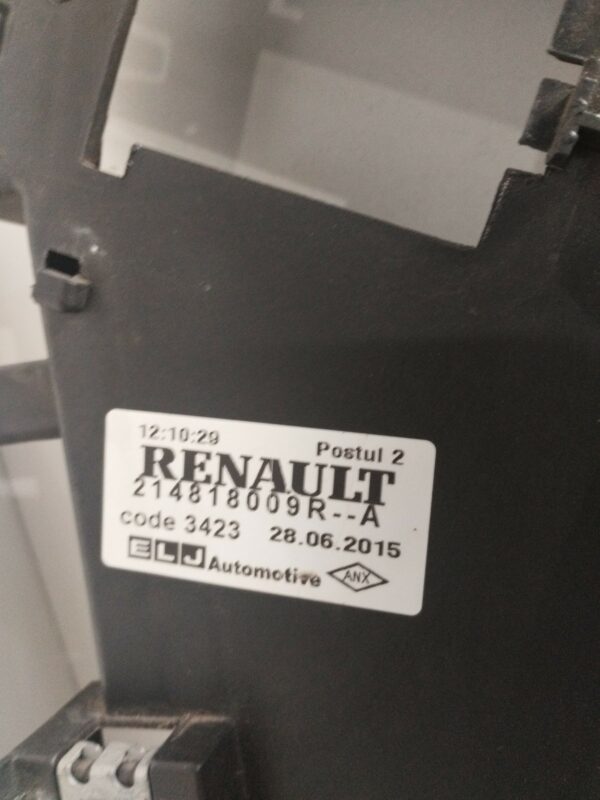 12:10:29
Postul 2
RENAULT
214818009R--A
code 3423 28.06.2015
ELJ Automotive ANX